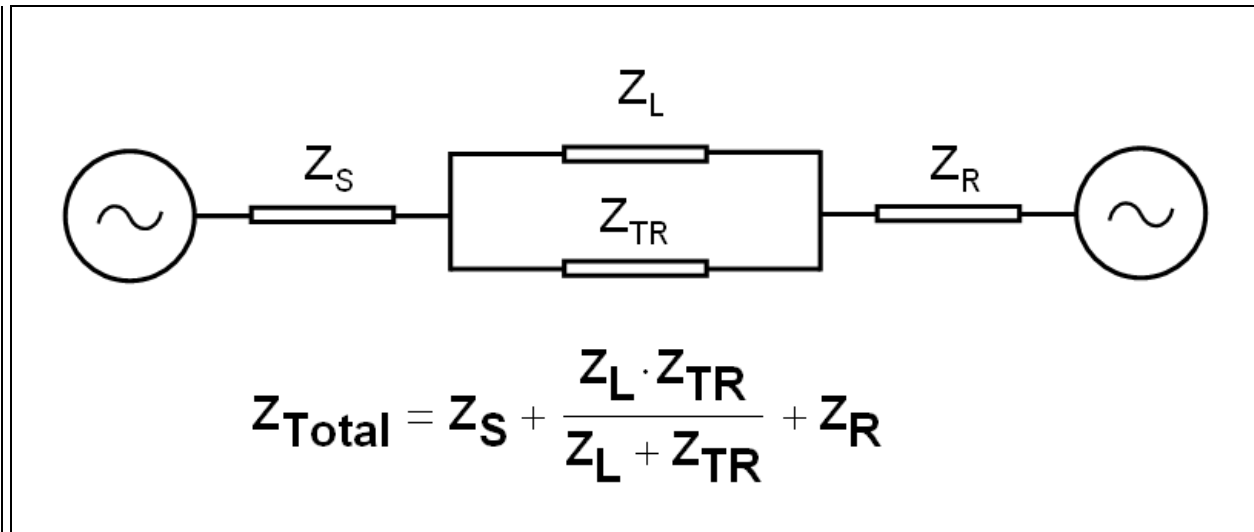 Z_L
Z_S
Z_R
Z_TR
Z_Total = Z_S + (Z_L · Z_TR) / (Z_L + Z_TR) + Z_R